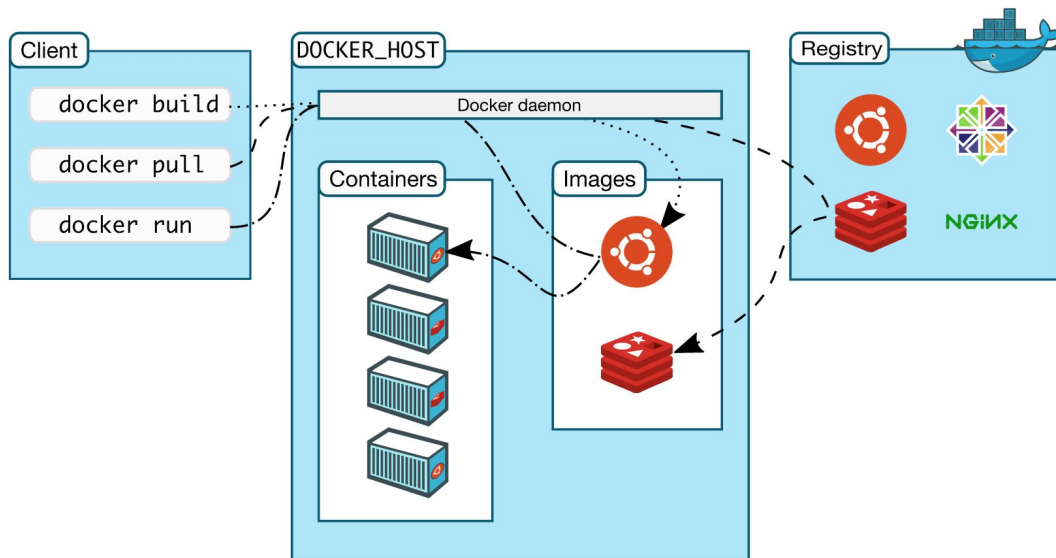 Client
docker build
docker pull
docker run
DOCKER_HOST
Docker daemon
Containers
Images
Registry
NGiNX